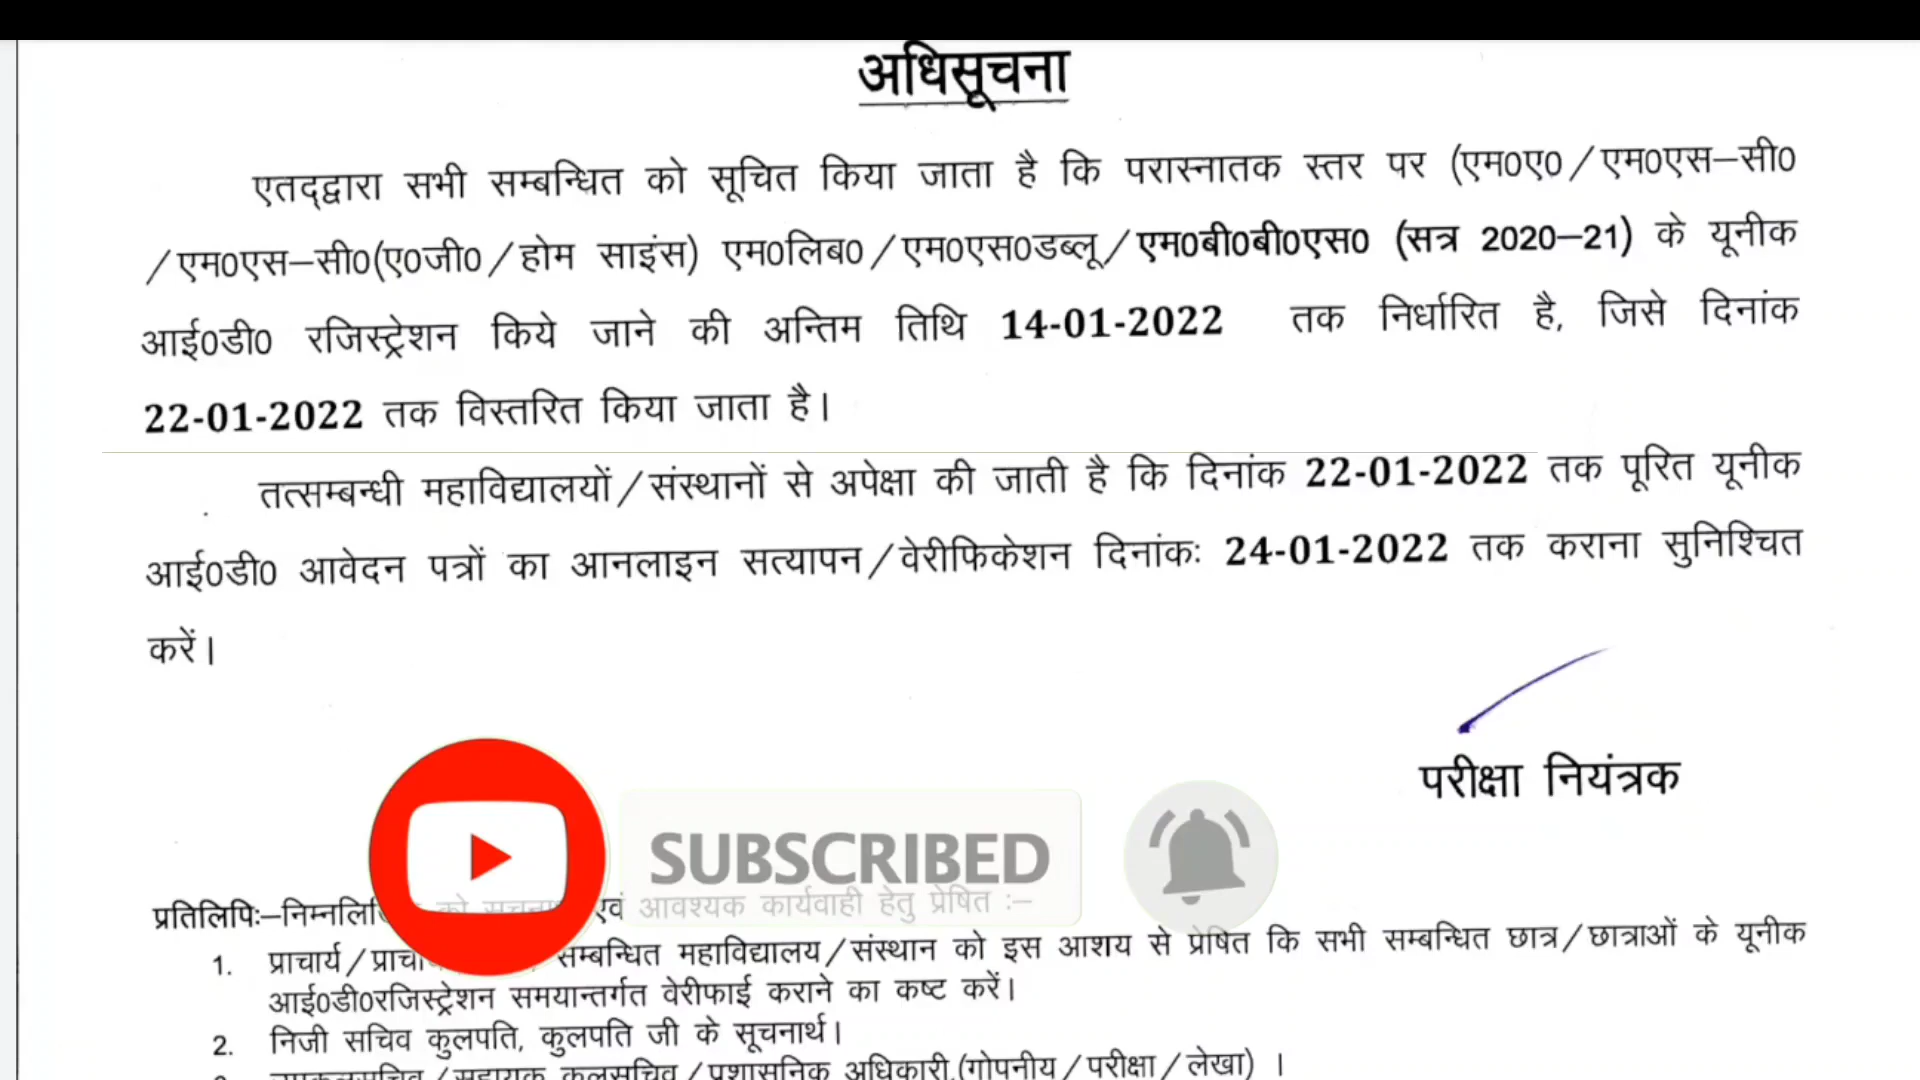 अधिसूचना
एतद्द्वारा सभी सम्बन्धित को सूचित किया जाता है कि परास्नातक स्तर पर (एम0ए0/एम0एस–सी0
/एम0एस–सी0(ए0जी0/होम साइंस) एम0लिब0/एम0एस0डब्लू/एम0बी0बी0एस0 (सत्र 2020–21) के यूनीक
आई0डी0 रजिस्ट्रेशन किये जाने की अन्तिम तिथि 14-01-2022 तक निर्धारित है, जिसे दिनांक
22-01-2022 तक विस्तरित किया जाता है।
तत्सम्बन्धी महाविद्यालयों/संस्थानों से अपेक्षा की जाती है कि दिनांक 22-01-2022 तक पूरित यूनीक
आई0डी0 आवेदन पत्रों का आनलाइन सत्यापन/वेरीफिकेशन दिनांकः 24-01-2022 तक कराना सुनिश्चित
करें।
परीक्षा नियंत्रक
SUBSCRIBED
प्रतिलिपिः– को एवं आवश्यक कार्यवाही हेतु प्रेषित :–
1. प्राचार्य/ सम्बन्धित महाविद्यालय/संस्थान को इस आशय से प्रेषित कि सभी सम्बन्धित छात्र/छात्राओं के यूनीक
आई0डी0रजिस्ट्रेशन समयान्तर्गत वेरीफाई कराने का कष्ट करें।
2. निजी सचिव कुलपति, कुलपति जी के सूचनार्थ।
उपकुलसचिव/सहायक कुलसचिव/प्रशासनिक अधिकारी,(गोपनीय/परीक्षा/लेखा) ।